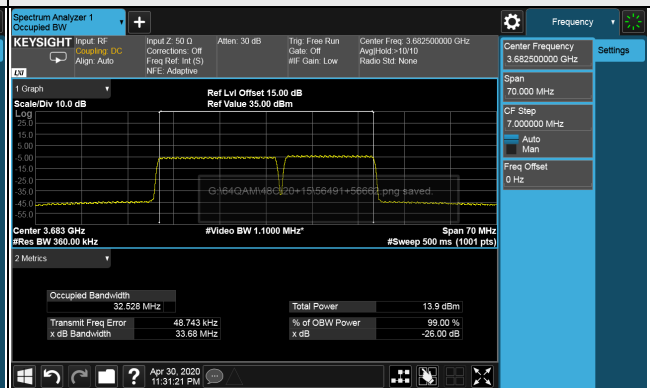 Spectrum Analyzer 1
Occupied BW
Frequency
KEYSIGHT
Input: RF
Coupling: DC
Align: Auto
Input Z: 50 Ω
Corrections: Off
Freq Ref: Int (S)
NFE: Adaptive
Atten: 30 dB
Trig: Free Run
Gate: Off
#IF Gain: Low
Center Freq: 3.682500000 GHz
Avg|Hold:>10/10
Radio Std: None
LXI
Center Frequency
3.682500000 GHz
Settings
Span
70.000 MHz
CF Step
7.000000 MHz
Auto
Man
Freq Offset
0 Hz
1 Graph
Scale/Div 10.0 dB
Ref Lvl Offset 15.00 dB
Ref Value 35.00 dBm
Log
25.0
15.0
5.00
-5.00
-15.0
-25.0
-35.0
-45.0
-55.0
Center 3.683 GHz
#Res BW 360.00 kHz
#Video BW 1.1000 MHz*
Span 70 MHz
#Sweep 500 ms (1001 pts)
2 Metrics
Occupied Bandwidth
32.528 MHz
Transmit Freq Error 48.743 kHz
x dB Bandwidth 33.68 MHz
Total Power 13.9 dBm
% of OBW Power 99.00 %
x dB -26.00 dB
Apr 30, 2020
11:31:21 PM